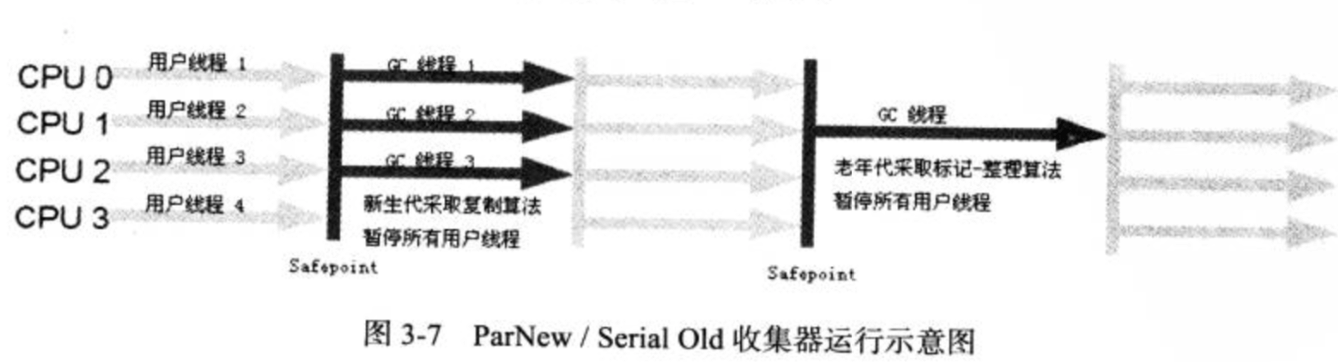 CPU 0 用户线程 1 GC 线程 1
CPU 1 用户线程 2 GC 线程 2 GC 线程
CPU 2 用户线程 3 GC 线程 3 老年代采取标记-整理算法
CPU 3 用户线程 4 新生代采取复制算法 暂停所有用户线程
暂停所有用户线程
Safepoint Safepoint
图 3-7 ParNew / Serial Old 收集器运行示意图